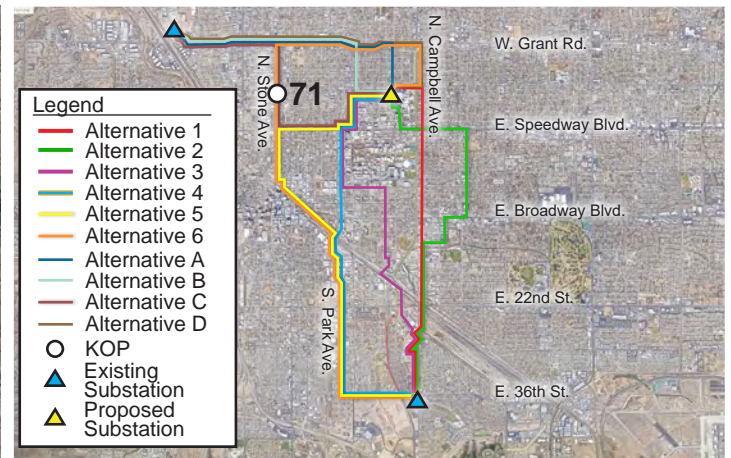 W. Grant Rd.
N. Campbell Ave.
N. Stone Ave.
71
E. Speedway Blvd.
E. Broadway Blvd.
E. 22nd St.
S. Park Ave.
E. 36th St.
Legend
Alternative 1
Alternative 2
Alternative 3
Alternative 4
Alternative 5
Alternative 6
Alternative A
Alternative B
Alternative C
Alternative D
KOP
Existing
Substation
Proposed
Substation